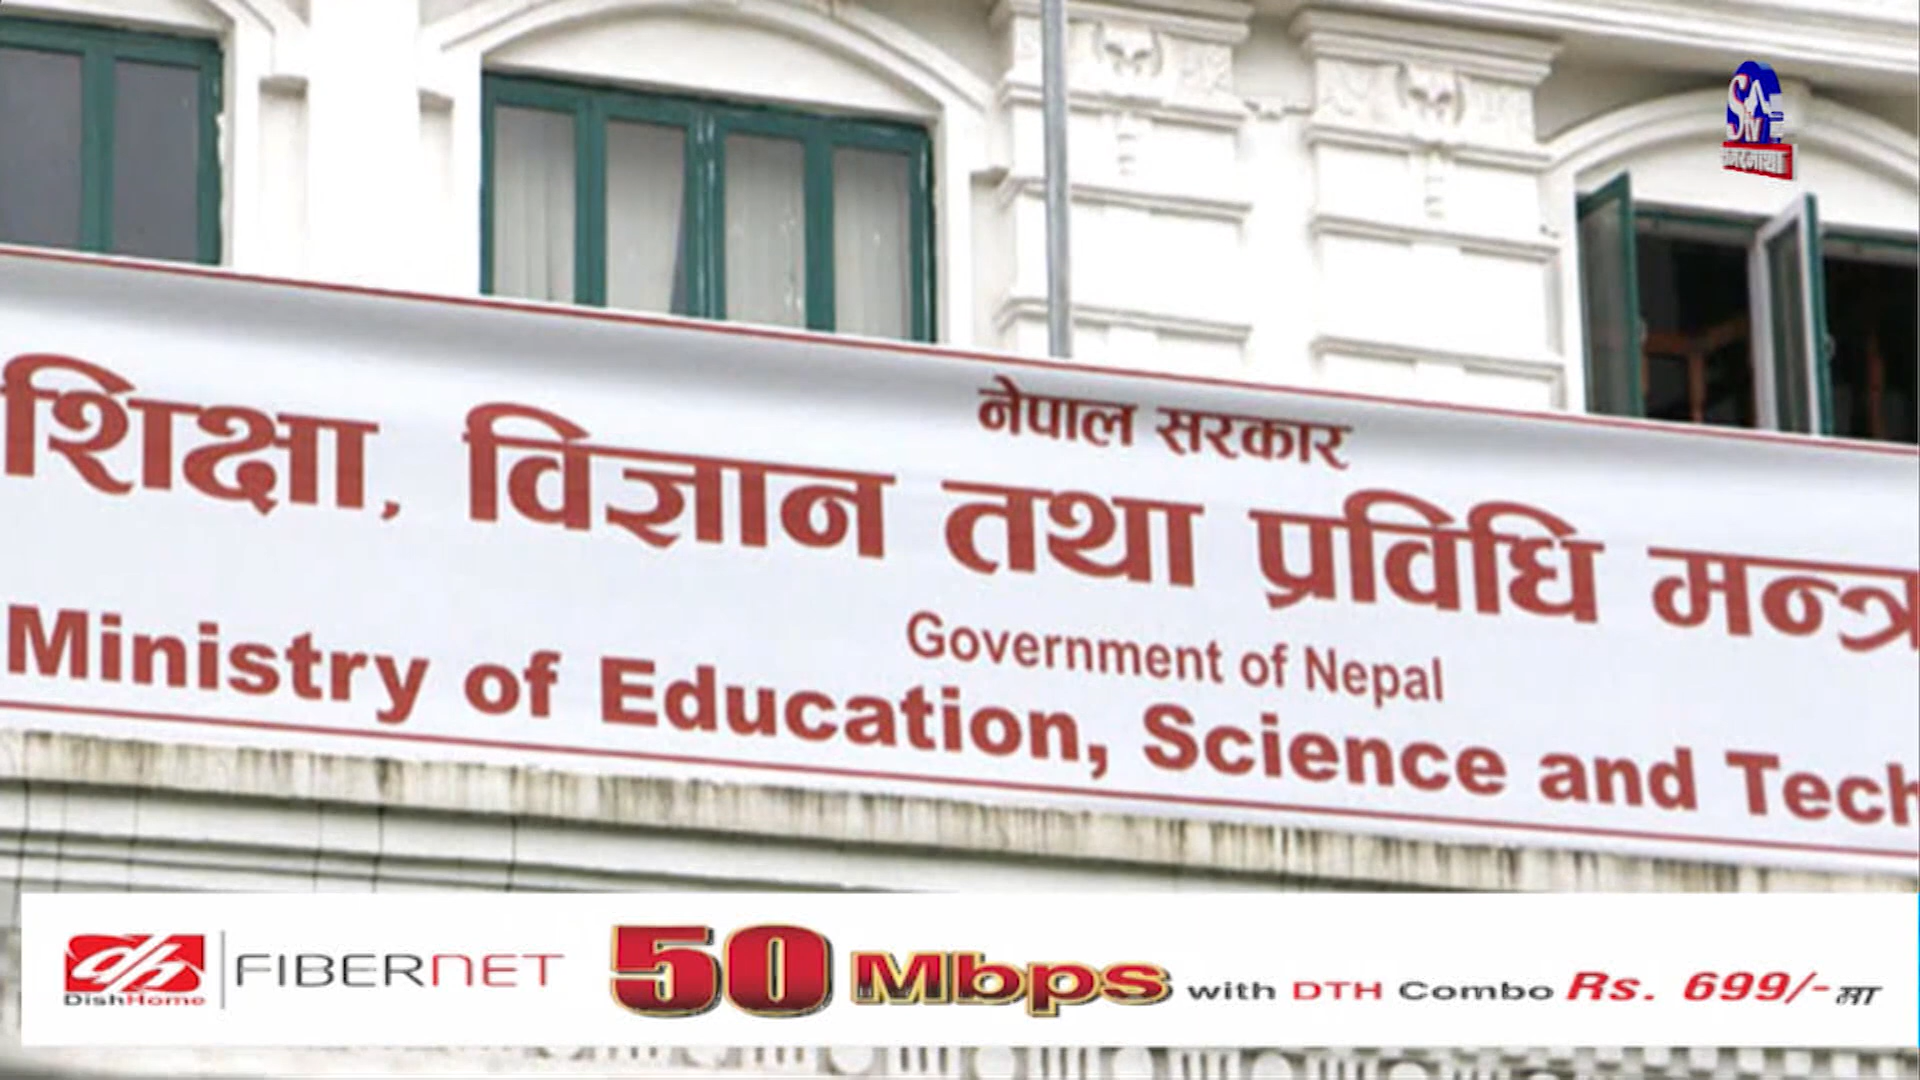 नेपाल सरकार
शिक्षा, विज्ञान तथा प्रविधि मन्त्र
Government of Nepal
Ministry of Education, Science and Tech
DishHome FIBERNET 50 Mbps with DTH Combo Rs. 699/- मा